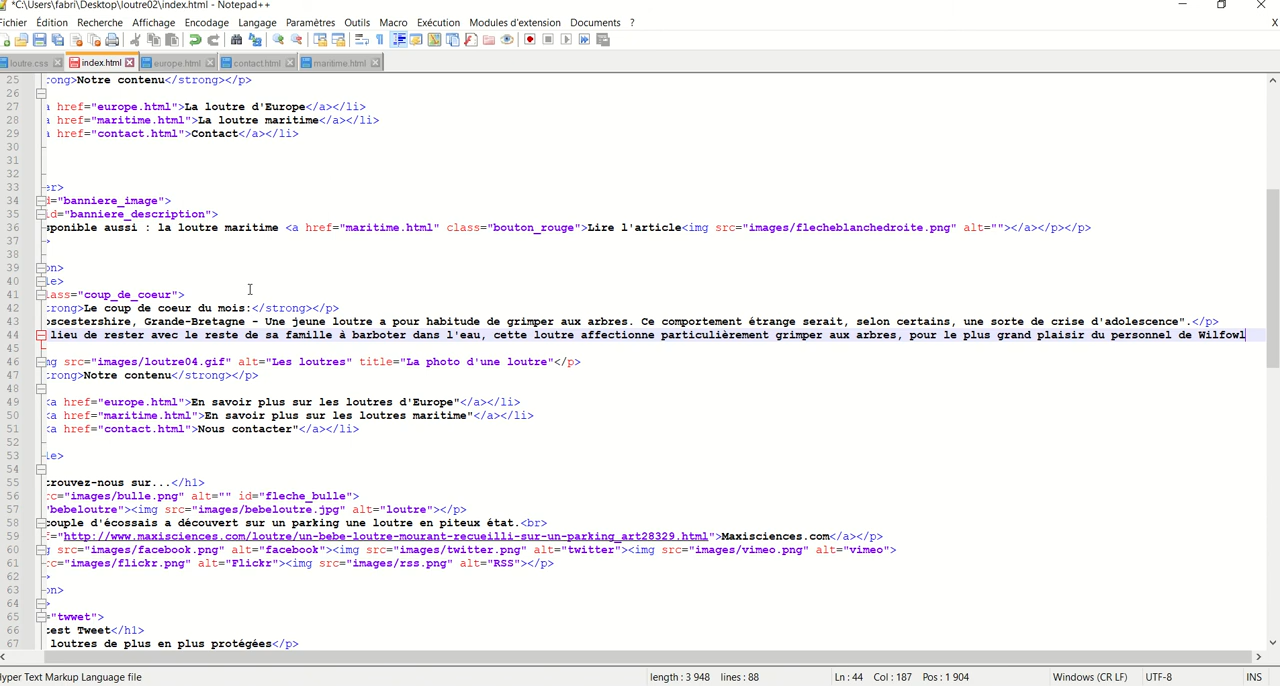 *C:\Users\fabri\Desktop\loutre02\index.html - Notepad++
Fichier Édition Recherche Affichage Encodage Langage Paramètres Outils Macro Exécution Modules d'extension Documents ? X
loutre.css index.html europe.html contact.html maritime.html
25 rong>Notre contenu</strong></p>
26
27 a href="europe.html">La loutre d'Europe</a></li>
28 a href="maritime.html">La loutre maritime</a></li>
29 a href="contact.html">Contact</a></li>
30
31
32
33 er>
34 d="banniere_image">
35 id="banniere_description">
36 sponible aussi : la loutre maritime <a href="maritime.html" class="bouton_rouge">Lire l'article<img src="images/flecheblanchedroite.png" alt=""></a></p></p>
37 >
38
39 on>
40 le>
41 lass="coup_de_coeur">
42 trong>Le coup de coeur du mois:</strong></p>
43 oscestershire, Grande-Bretagne - Une jeune loutre a pour habitude de grimper aux arbres. Ce comportement étrange serait, selon certains, une sorte de crise d'adolescence".</p>
44 lieu de rester avec le reste de sa famille à barboter dans l'eau, cette loutre affectionne particulièrement grimper aux arbres, pour le plus grand plaisir du personnel de Wilfowl
45
46 mg src="images/loutre04.gif" alt="Les loutres" title="La photo d'une loutre"</p>
47 trong>Notre contenu</strong></p>
48
49 <a href="europe.html">En savoir plus sur les loutres d'Europe"</a></li>
50 <a href="maritime.html">En savoir plus sur les loutres maritime"</a></li>
51 <a href="contact.html">Nous contacter"</a></li>
52
53 le>
54
55 trouvez-nous sur...</h1>
56 rc="images/bulle.png" alt="" id="fleche_bulle">
57 "bebeloutre"><img src="images/bebeloutre.jpg" alt="loutre"></p>
58 couple d'écossais a découvert sur un parking une loutre en piteux état.<br>
59 ="http://www.maxisciences.com/loutre/un-bebe-loutre-mourant-recueilli-sur-un-parking_art28329.html">Maxisciences.com</a></p>
60 g src="images/facebook.png" alt="facebook"><img src="images/twitter.png" alt="twitter"><img src="images/vimeo.png" alt="vimeo">
61 rc="images/flickr.png" alt="Flickr"><img src="images/rss.png" alt="RSS"></p>
62 >
63 on>
64 >
65 ="twwet">
66 est Tweet</h1>
67 loutres de plus en plus protégées</p>
Hyper Text Markup Language file length : 3 948 lines : 88 Ln : 44 Col : 187 Pos : 1 904 Windows (CR LF) UTF-8 INS